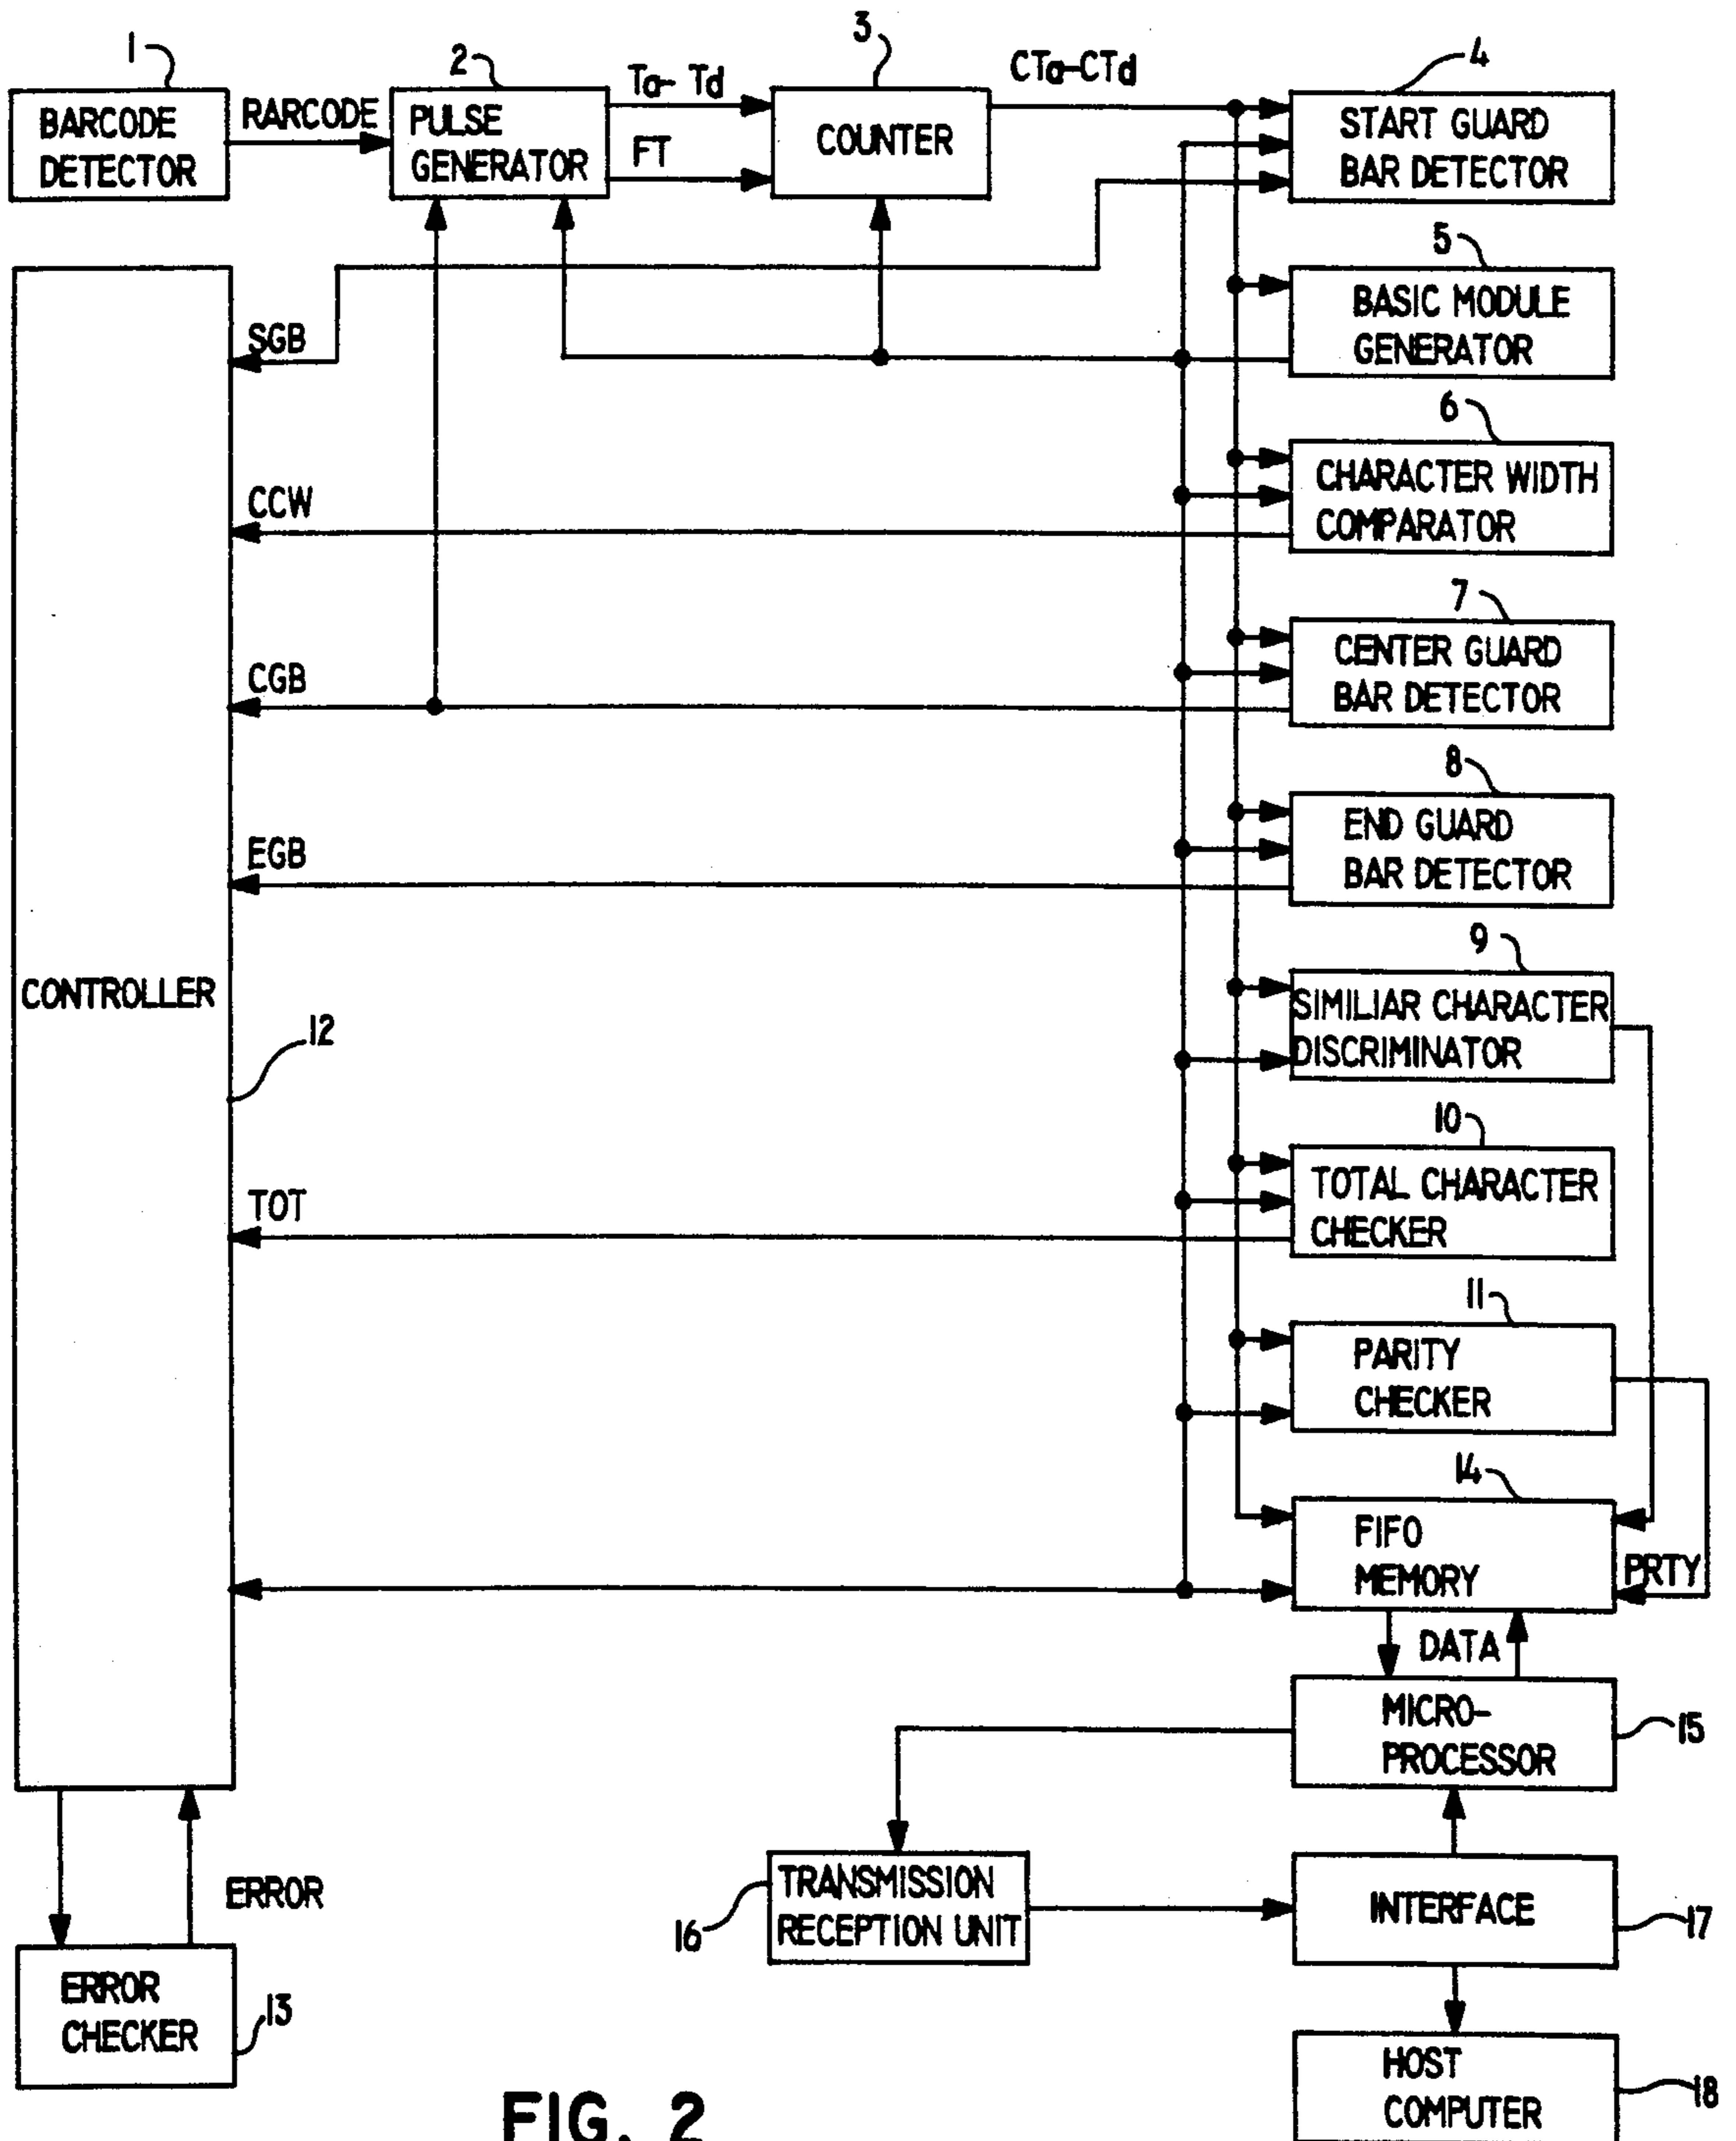 1
2
3
4
BARCODE
DETECTOR
RARCODE
PULSE
GENERATOR
Ta- Td
FT
COUNTER
CTa-CTd
START GUARD
BAR DETECTOR
5
BASIC MODULE
GENERATOR
SGB
6
CHARACTER WIDTH
COMPARATOR
CCW
7
CENTER GUARD
BAR DETECTOR
CGB
8
END GUARD
BAR DETECTOR
EGB
9
SIMILIAR CHARACTER
DISCRIMINATOR
CONTROLLER
12
10
TOTAL CHARACTER
CHECKER
TOT
11
PARITY
CHECKER
14
FIFO
MEMORY
PRTY
DATA
MICRO-
PROCESSOR
15
TRANSMISSION
RECEPTION UNIT
16
INTERFACE
17
ERROR
ERROR
CHECKER
13
HOST
COMPUTER
18
FIG. 2